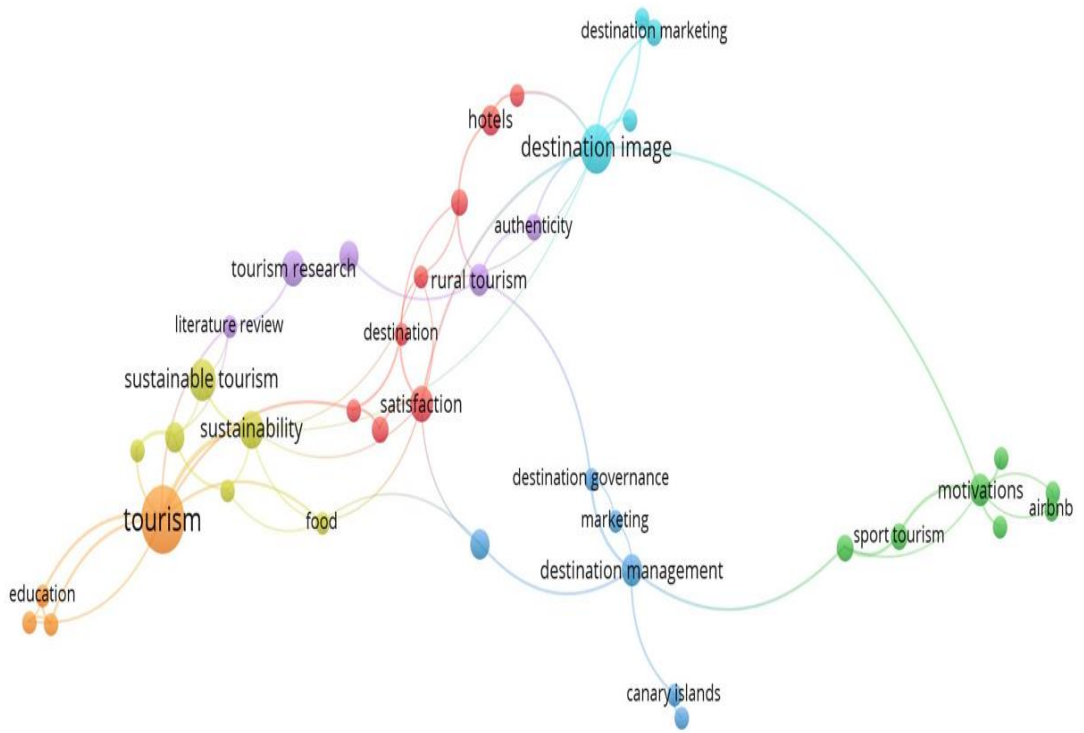 destination marketing
hotels
destination image
authenticity
tourism research
rural tourism
literature review
destination
sustainable tourism
satisfaction
sustainability
destination governance
motivations
airbnb
marketing
food
tourism
sport tourism
destination management
education
canary islands